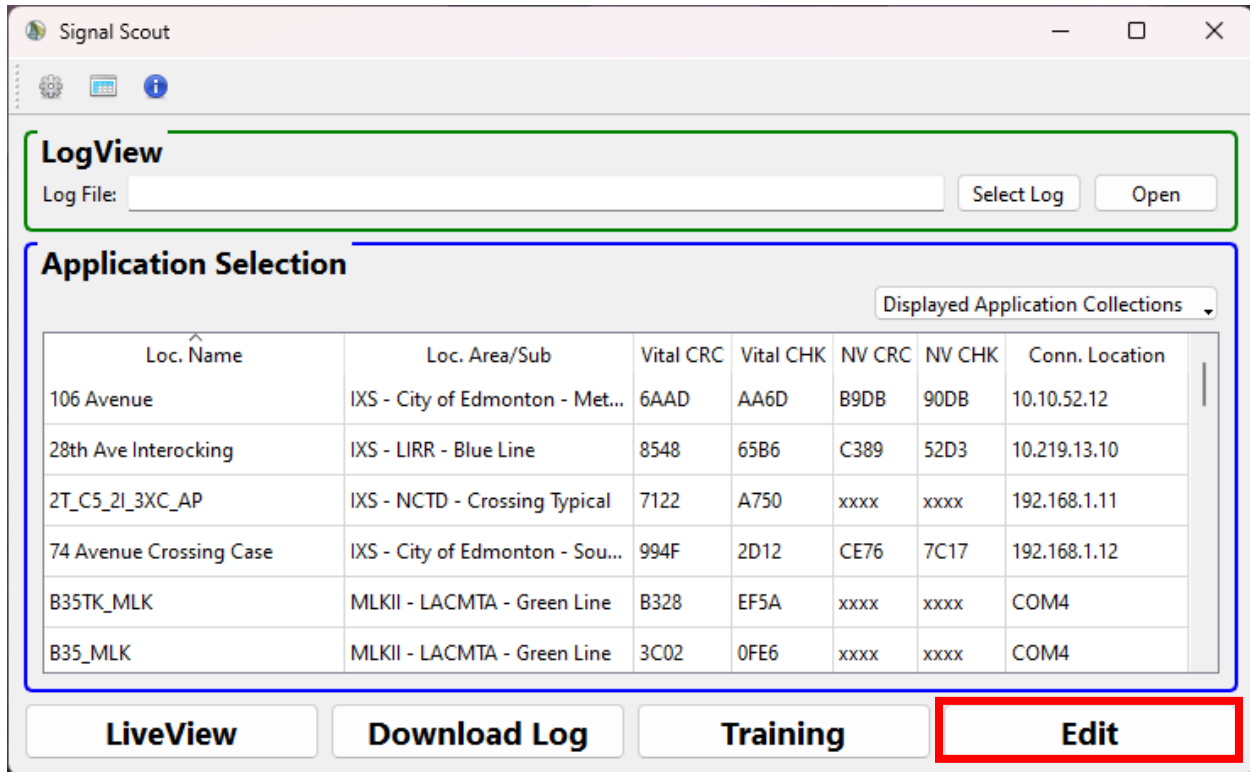 Signal Scout
LogView
Log File: Select Log Open
Application Selection
Displayed Application Collections
Loc. Name Loc. Area/Sub Vital CRC Vital CHK NV CRC NV CHK Conn. Location
106 Avenue IXS - City of Edmonton - Met... 6AAD AA6D B9DB 90DB 10.10.52.12
28th Ave Interocking IXS - LIRR - Blue Line 8548 65B6 C389 52D3 10.219.13.10
2T_C5_2I_3XC_AP IXS - NCTD - Crossing Typical 7122 A750 xxxx xxxx 192.168.1.11
74 Avenue Crossing Case IXS - City of Edmonton - Sou... 994F 2D12 CE76 7C17 192.168.1.12
B35TK_MLK MLKII - LACMTA - Green Line B328 EF5A xxxx xxxx COM4
B35_MLK MLKII - LACMTA - Green Line 3C02 0FE6 xxxx xxxx COM4
LiveView Download Log Training Edit